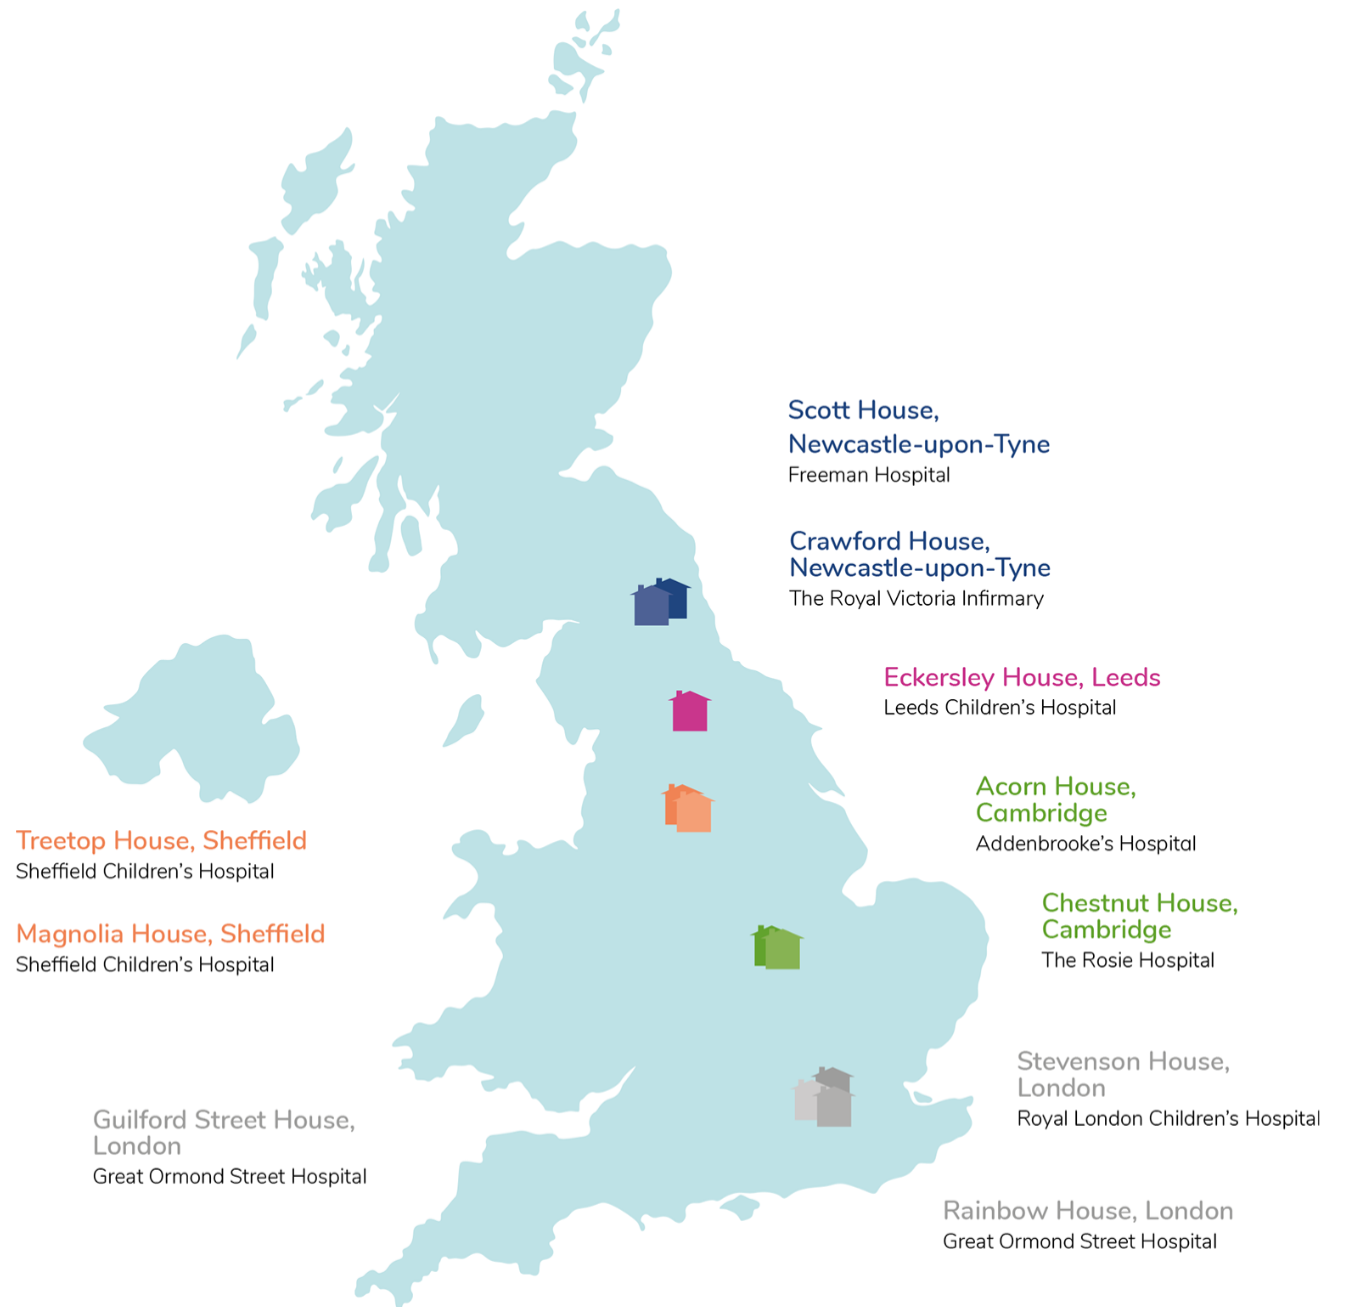 Scott House,
Newcastle-upon-Tyne
Freeman Hospital
Crawford House,
Newcastle-upon-Tyne
The Royal Victoria Infirmary
Eckersley House, Leeds
Leeds Children's Hospital
Acorn House,
Cambridge
Addenbrooke's Hospital
Treetop House, Sheffield
Sheffield Children's Hospital
Chestnut House,
Cambridge
The Rosie Hospital
Magnolia House, Sheffield
Sheffield Children's Hospital
Stevenson House,
London
Royal London Children's Hospital
Guilford Street House,
London
Great Ormond Street Hospital
Rainbow House, London
Great Ormond Street Hospital